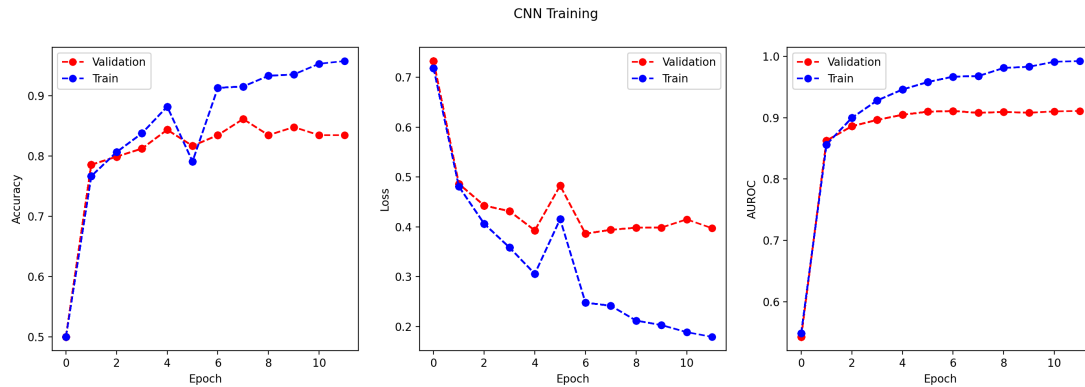 CNN Training
Validation
Train
0.9
0.8
0.7
0.6
0.5
Accuracy
0 2 4 6 8 10
Epoch
Validation
Train
0.7
0.6
0.5
0.4
0.3
0.2
Loss
0 2 4 6 8 10
Epoch
Validation
Train
1.0
0.9
0.8
0.7
0.6
AUROC
0 2 4 6 8 10
Epoch